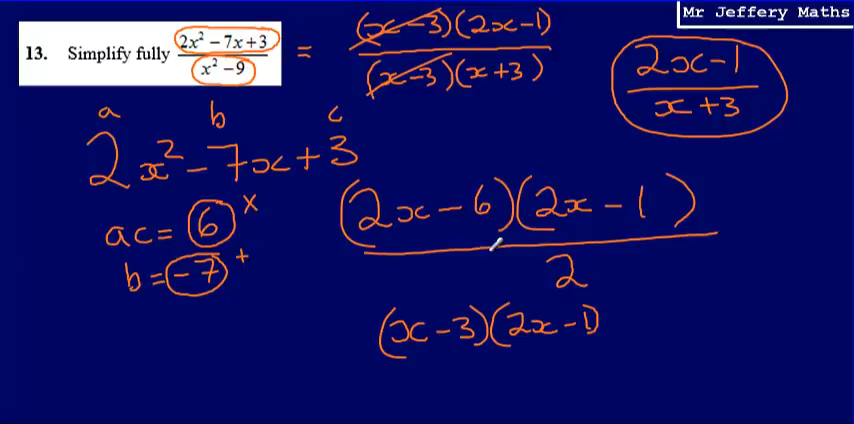 Mr Jeffery Maths
13. Simplify fully (2x² – 7x + 3)/(x² – 9) = (x-3)(2x-1)/(x-3)(x+3)
(2x-1)/(x+3)
a b c
2x² - 7x + 3
ac = 6 x
b = -7 +
(2x - 6)(2x - 1)/2
(x - 3)(2x - 1)